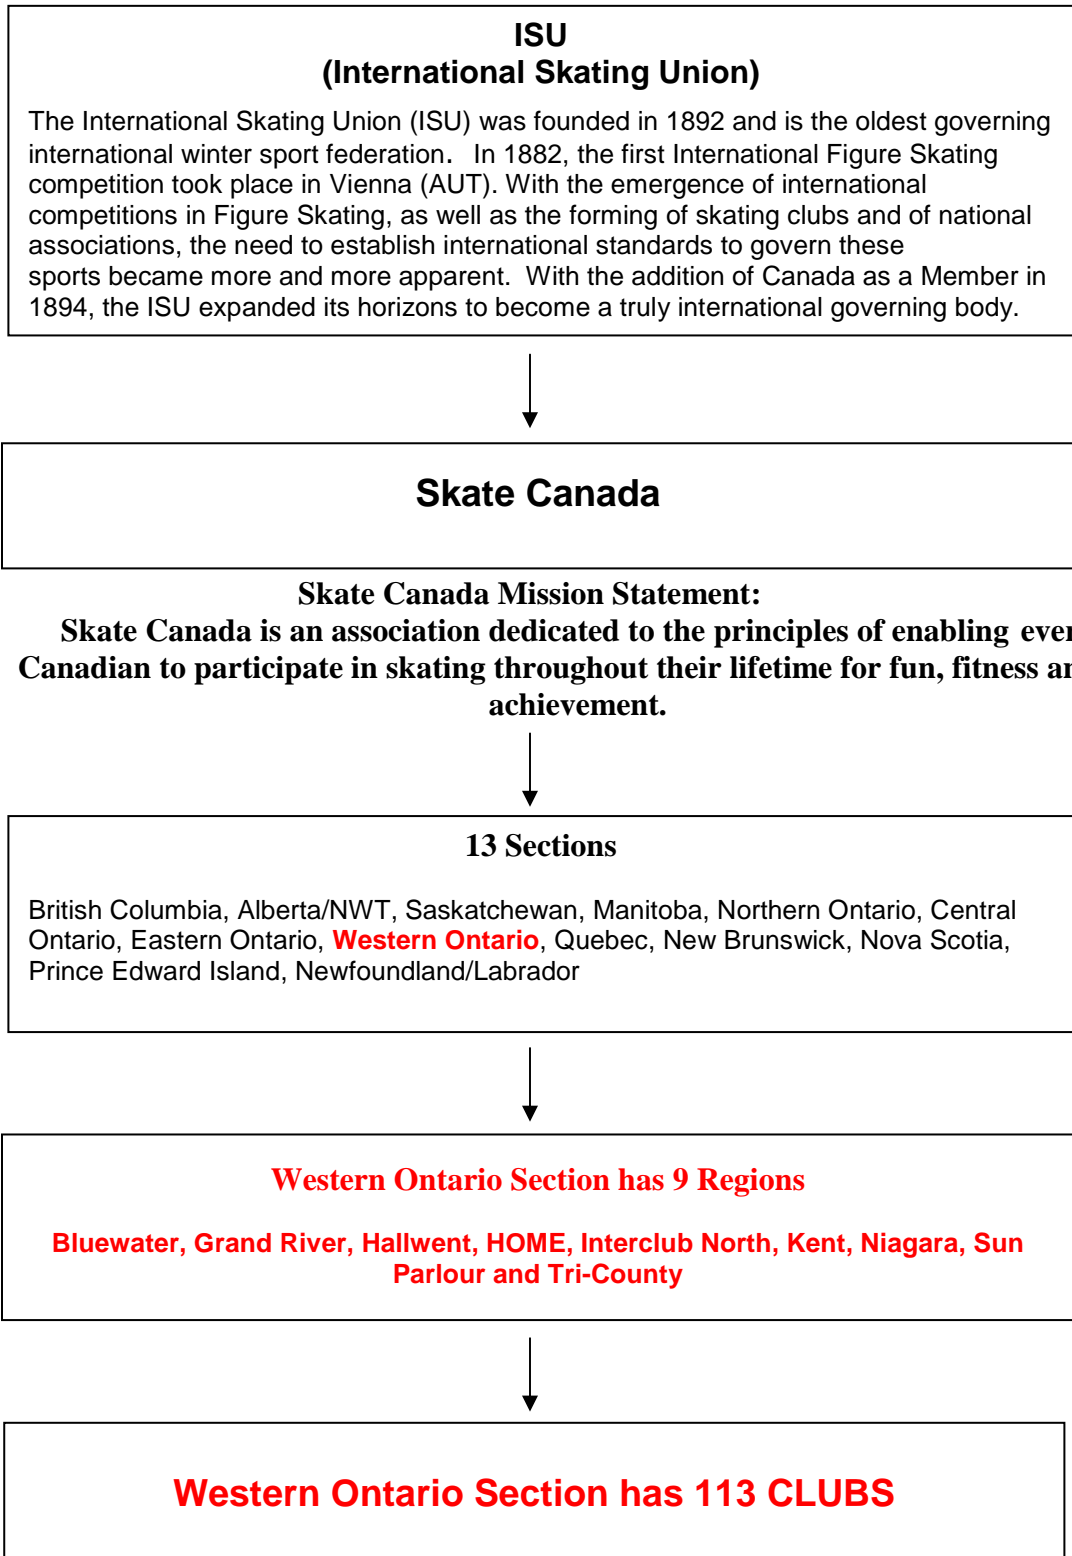 ISU
(International Skating Union)
The International Skating Union (ISU) was founded in 1892 and is the oldest governing
international winter sport federation.   In 1882, the first International Figure Skating
competition took place in Vienna (AUT). With the emergence of international
competitions in Figure Skating, as well as the forming of skating clubs and of national
associations, the need to establish international standards to govern these
sports became more and more apparent.  With the addition of Canada as a Member in
1894, the ISU expanded its horizons to become a truly international governing body.
Skate Canada
Skate Canada Mission Statement:
Skate Canada is an association dedicated to the principles of enabling
Canadian to participate in skating throughout their lifetime for fun, fitness
achievement.
13 Sections
British Columbia, Alberta/NWT, Saskatchewan, Manitoba, Northern Ontario, Central
Ontario, Eastern Ontario, Western Ontario, Quebec, New Brunswick, Nova Scotia,
Prince Edward Island, Newfoundland/Labrador
Western Ontario Section has 9 Regions
Bluewater, Grand River, Hallwent, HOME, Interclub North, Kent, Niagara, Sun
Parlour and Tri-County
Western Ontario Section has 113 CLUBS